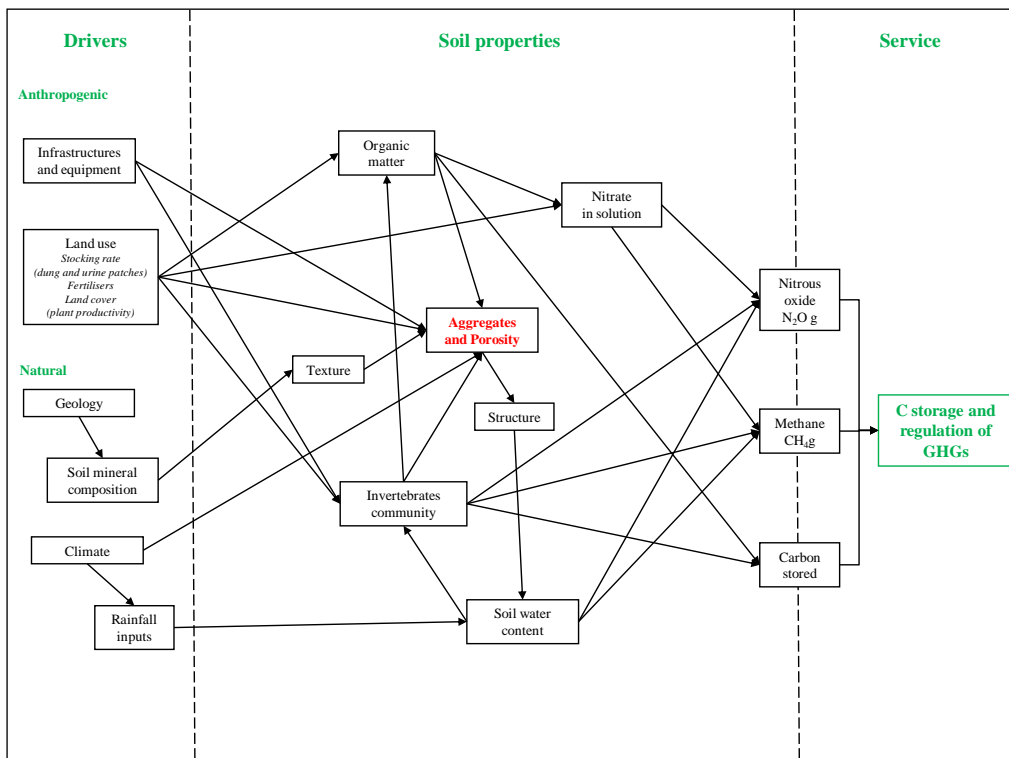 Drivers
Soil properties
Service
Anthropogenic
Infrastructures
and equipment
Organic
matter
Nitrate
in solution
Land use
Stocking rate
(dung and urine patches)
Fertilisers
Land cover
(plant productivity)
Nitrous
oxide
N₂O g
Aggregates
and Porosity
Natural
Texture
Geology
Structure
Methane
CH₄g
C storage and
regulation of
GHGs
Soil mineral
composition
Invertebrates
community
Climate
Carbon
stored
Rainfall
inputs
Soil water
content